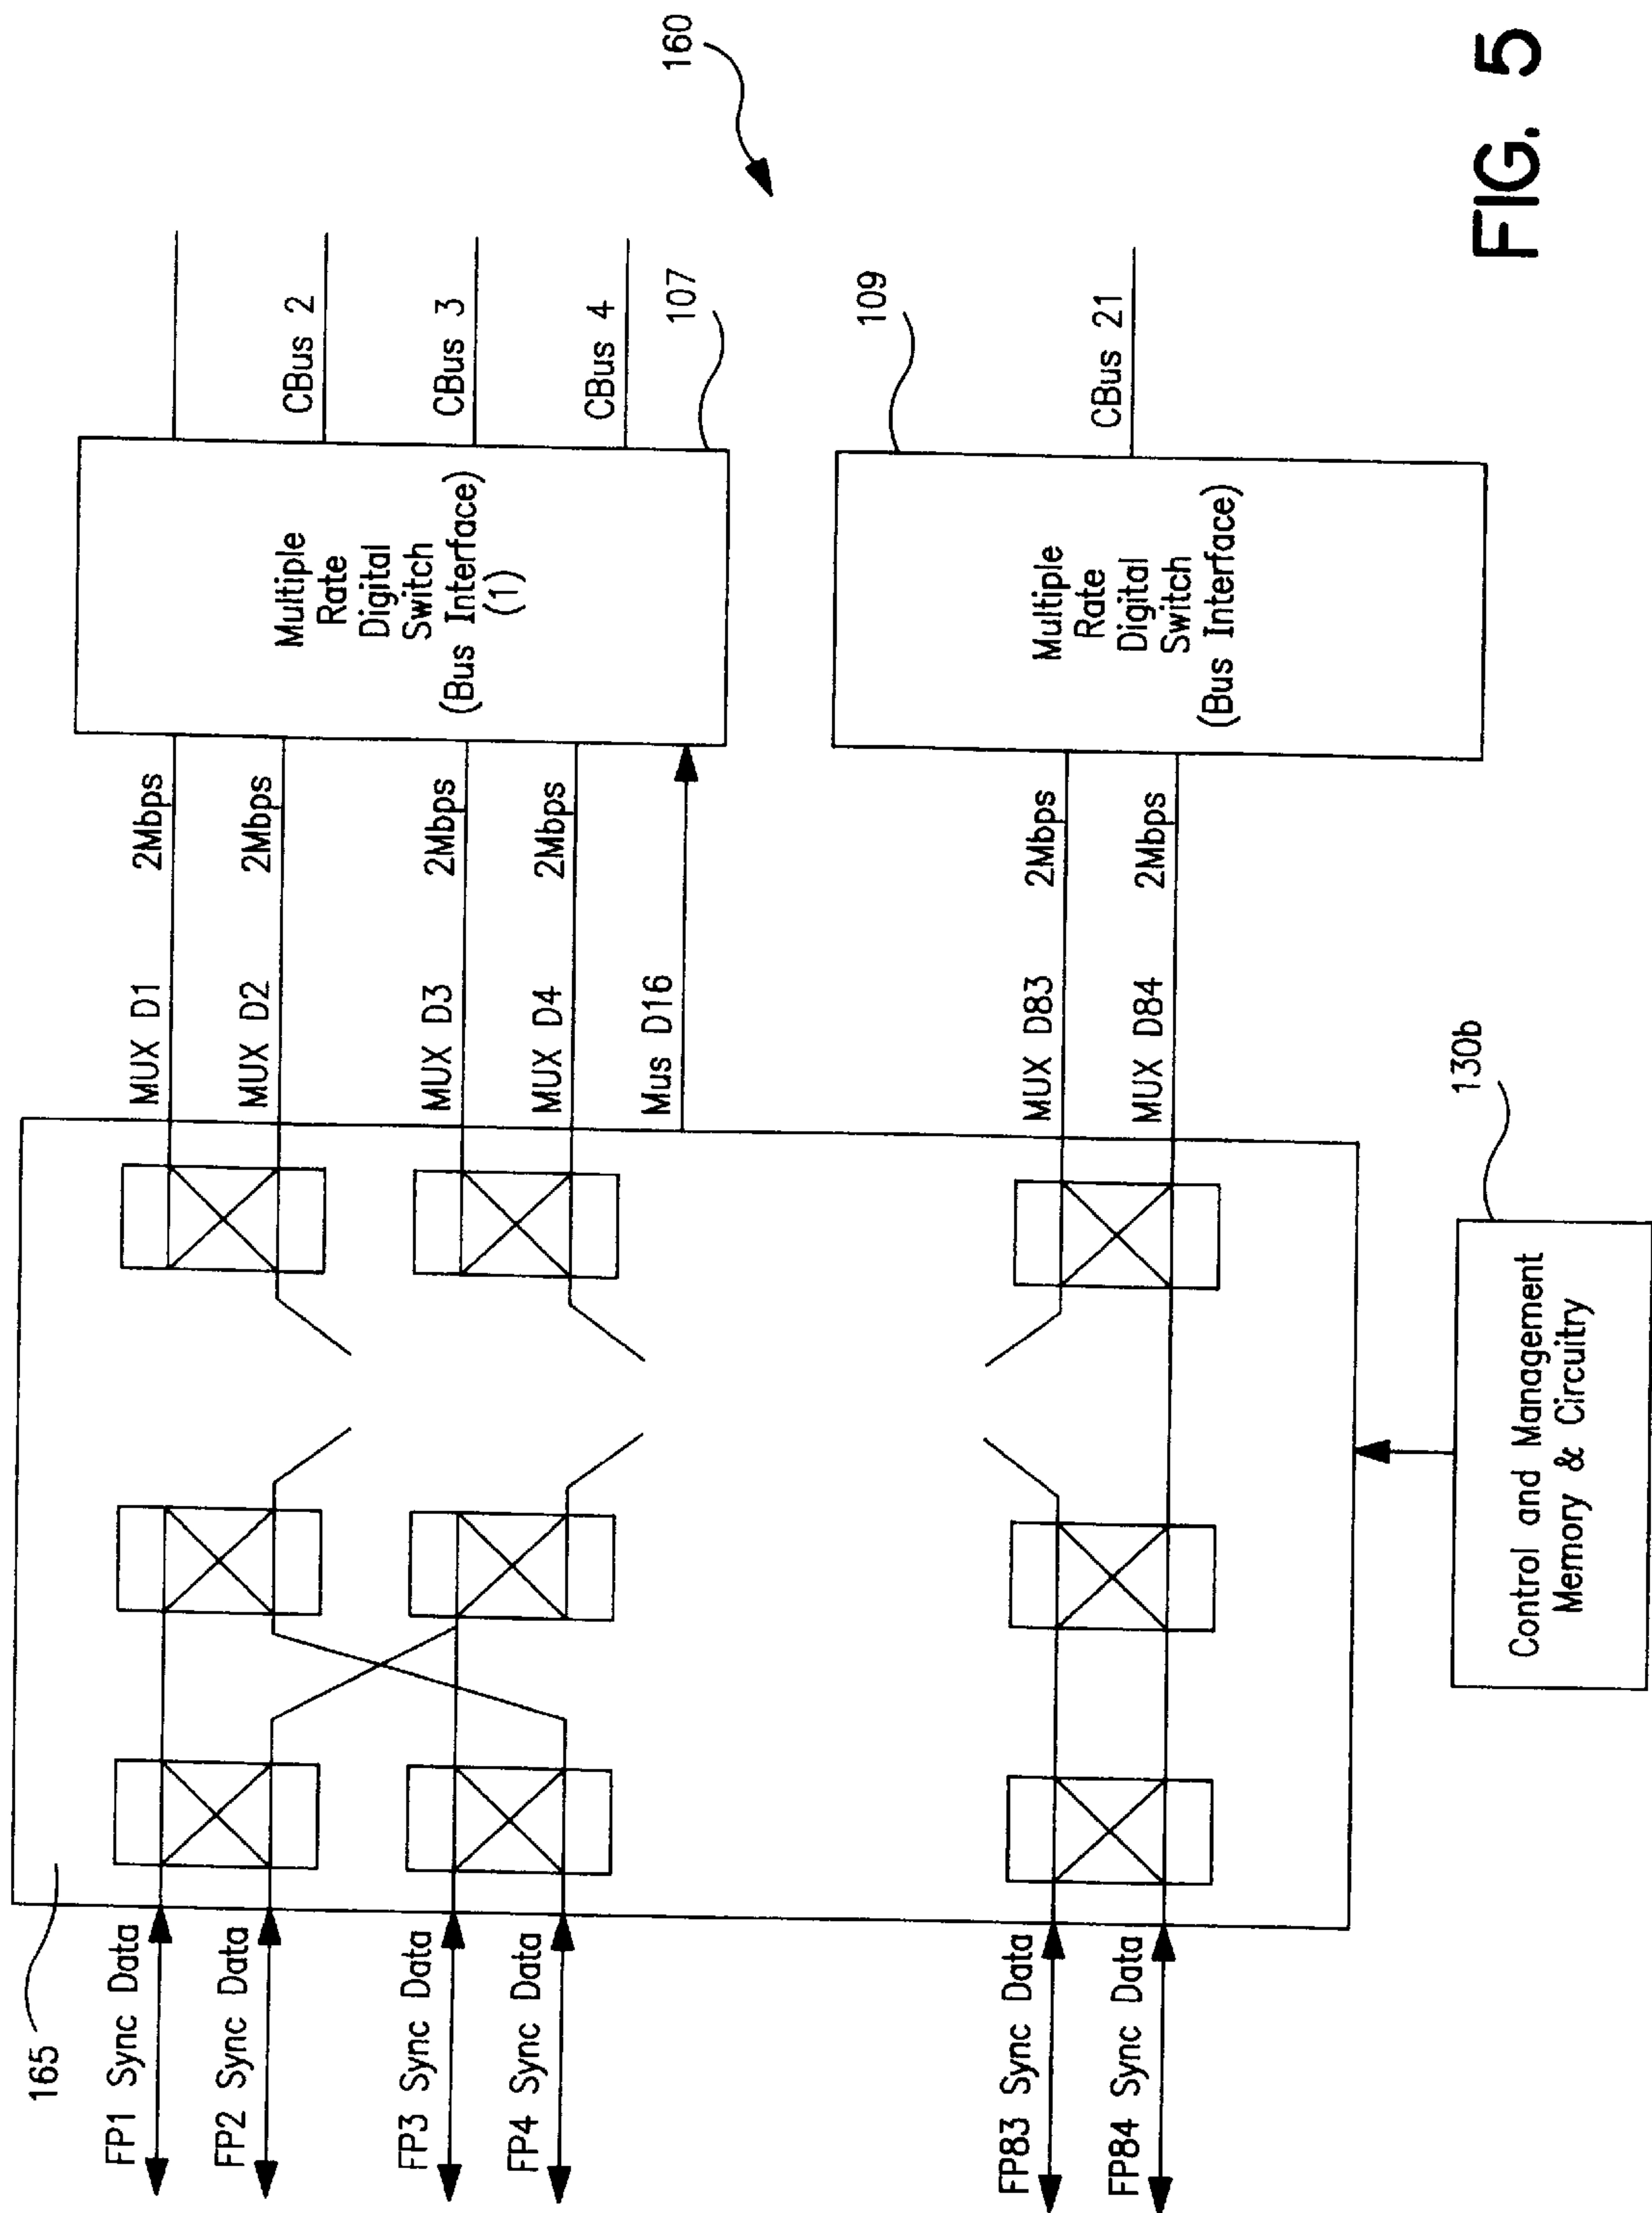 165
FP1 Sync Data
FP2 Sync Data
FP3 Sync Data
FP4 Sync Data
FP83 Sync Data
FP84 Sync Data
MUX D1
2Mbps
MUX D2
2Mbps
MUX D3
2Mbps
MUX D4
2Mbps
Mus D16
MUX D83
2Mbps
MUX D84
2Mbps
Multiple
Rate
Digital
Switch
(Bus Interface)
(1)
CBus 2
CBus 3
CBus 4
107
Multiple
Rate
Digital
Switch
(Bus Interface)
109
CBus 21
160
Control and Management
Memory & Circuitry
130b
FIG. 5